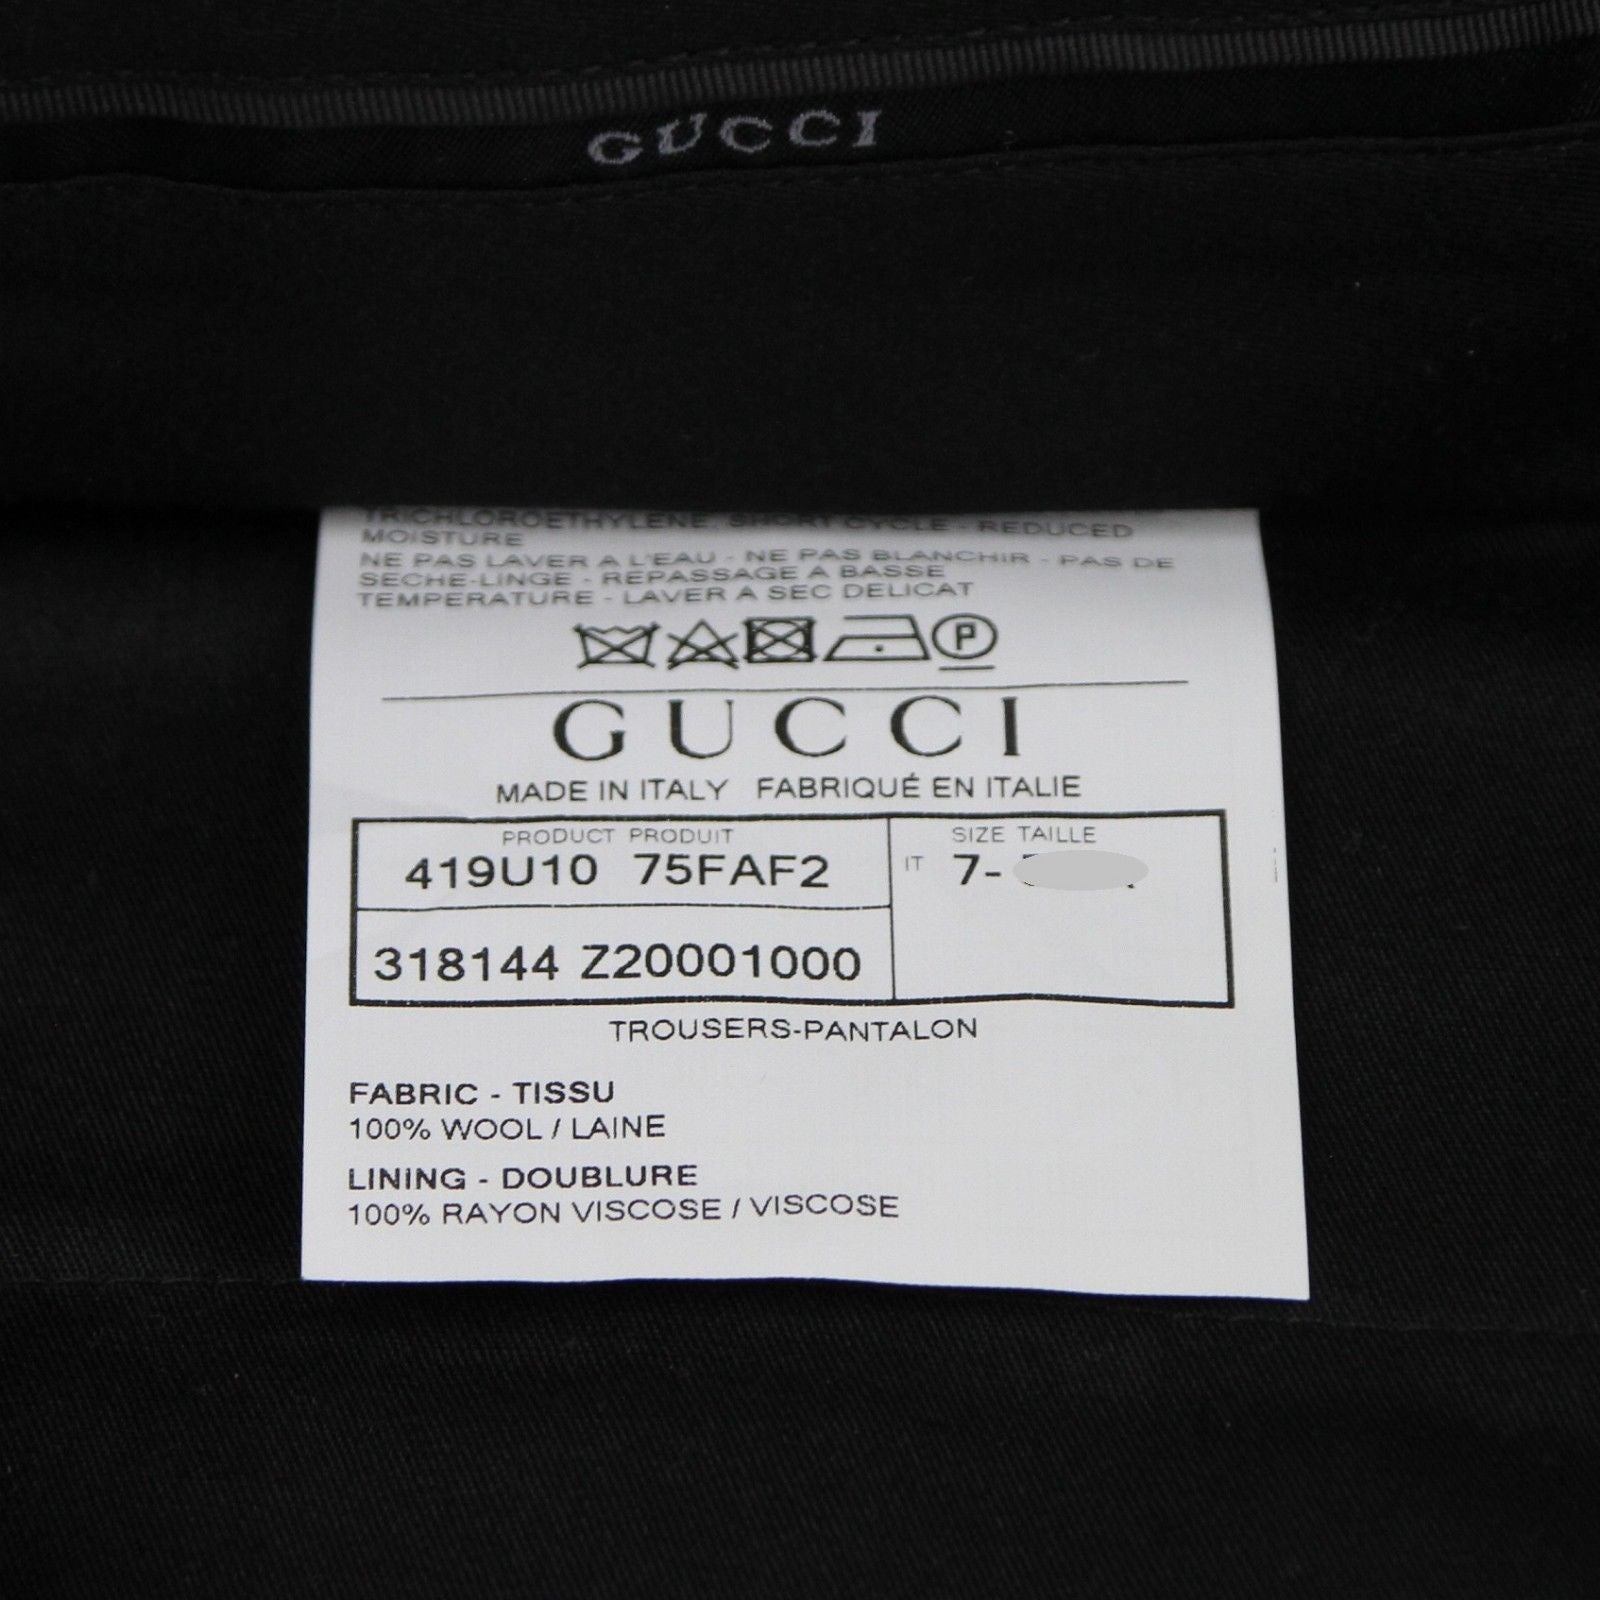 GUCCI
TRICHLOROETHYLENE. SHORT CYCLE - REDUCED
MOISTURE
NE PAS LAVER A L'EAU - NE PAS BLANCHIR - PAS DE
SECHE-LINGE - REPASSAGE A BASSE
TEMPERATURE - LAVER A SEC DELICAT
P
GUCCI
MADE IN ITALY FABRIQUÉ EN ITALIE
PRODUCT PRODUIT
419U10 75FAF2
318144 Z20001000
SIZE TAILLE
IT 7-
TROUSERS-PANTALON
FABRIC - TISSU
100% WOOL / LAINE
LINING - DOUBLURE
100% RAYON VISCOSE / VISCOSE